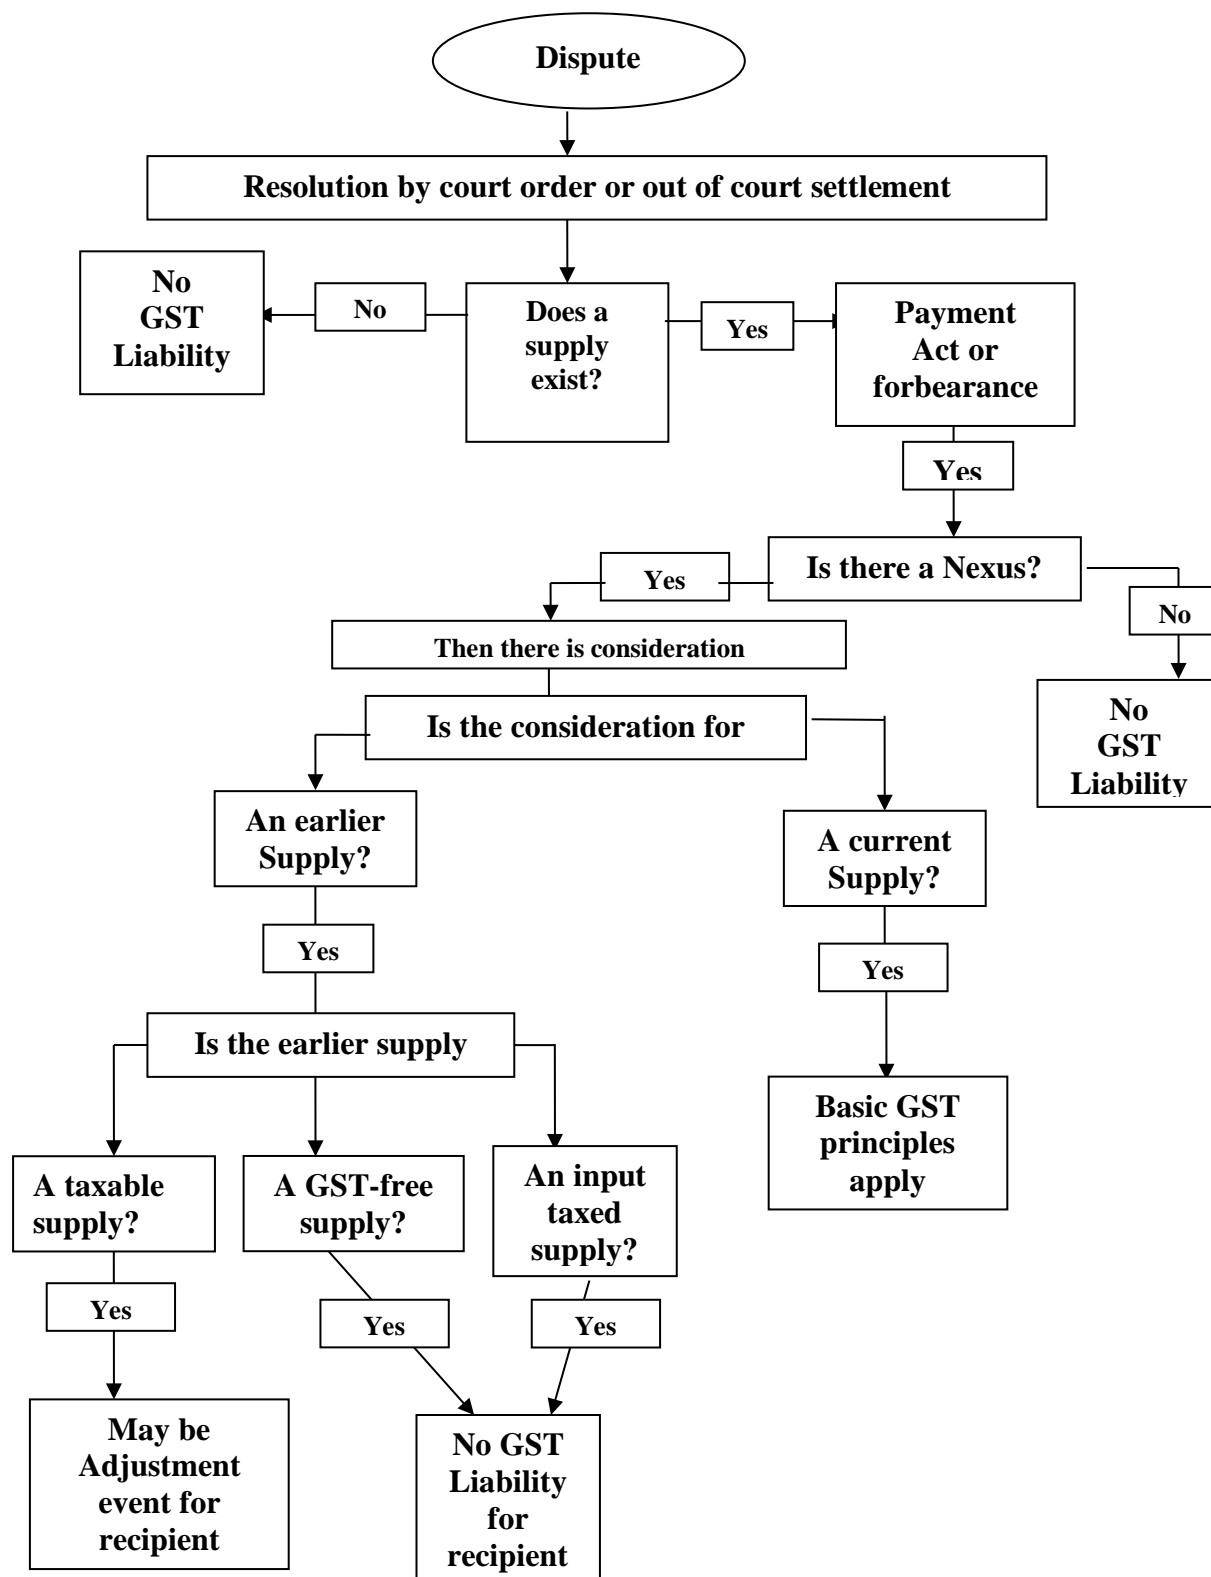 Dispute
Resolution by court order or out of court settlement
No
GST
Liability
No
Does a
supply
exist?
Yes
Payment
Act or
forbearance
Yes
Is there a Nexus?
Yes
No
Then there is consideration
Is the consideration for
No
GST
Liability
An earlier
Supply?
A current
Supply?
Yes
Yes
Is the earlier supply
Basic GST
principles
apply
A taxable
supply?
A GST-free
supply?
An input
taxed
supply?
Yes
Yes
Yes
May be
Adjustment
event for
recipient
No GST
Liability
for
recipient